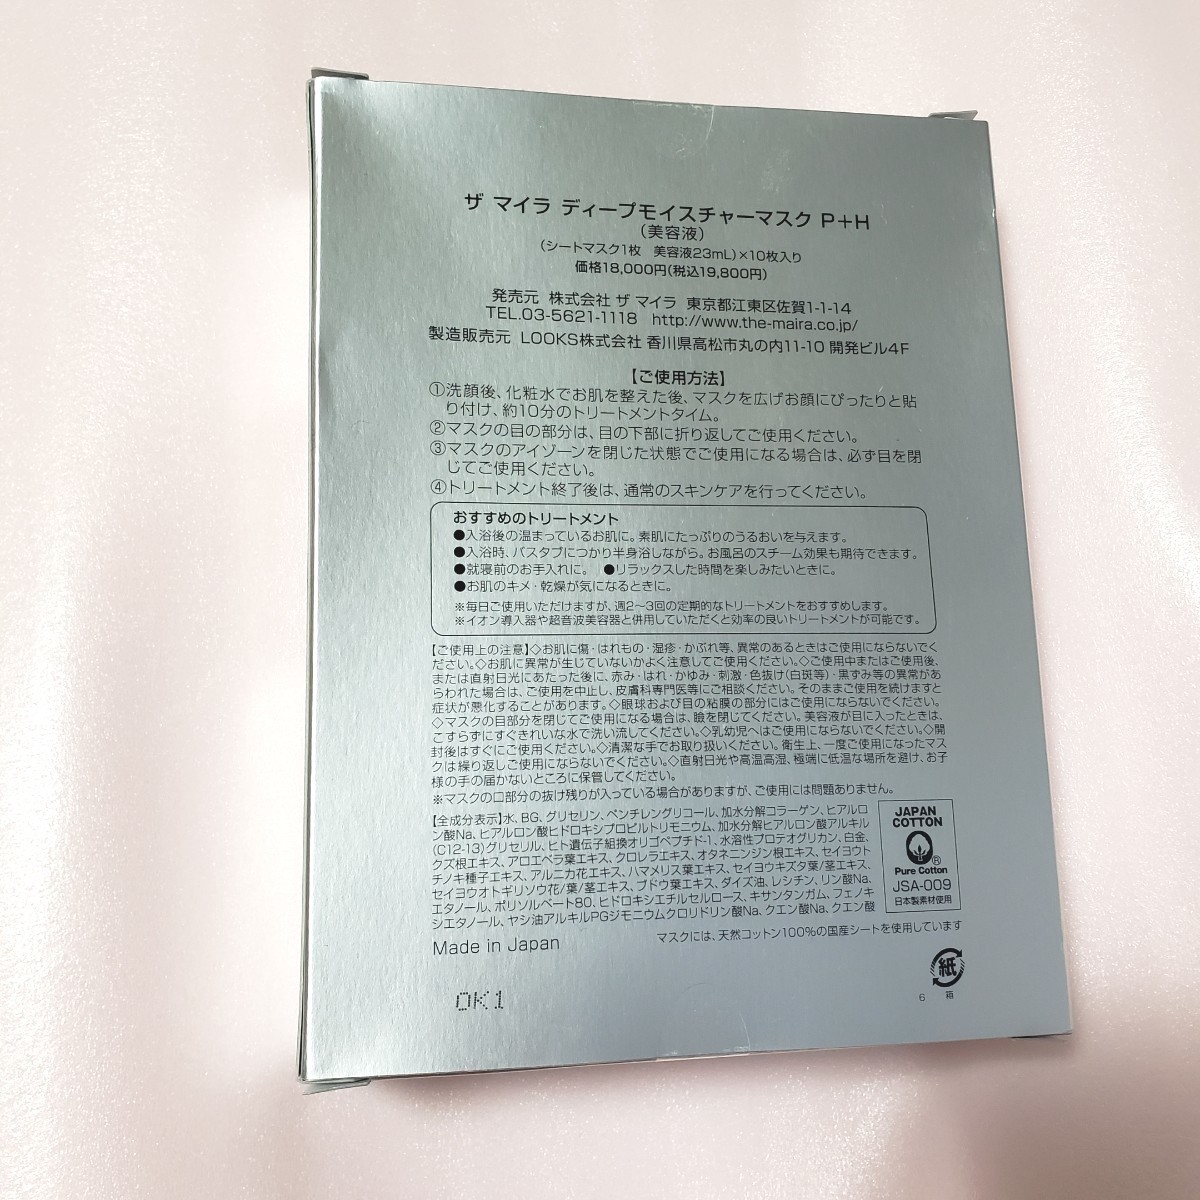 ザ マイラ ディープモイスチャーマスク P+H
(美容液)
(シートマスク1枚 美容液23mL)×10枚入り
価格18,000円(税込19,800円)
発売元 株式会社 ザ マイラ 東京都江東区佐賀1-1-14
TEL.03-5621-1118 http://www.the-maira.co.jp/
製造販売元 LOOKS株式会社 香川県高松市丸の内11-10 開発ビル4F
【ご使用方法】
①洗顔後、化粧水でお肌を整えた後、マスクを広げお顔にぴったりと貼
り付け、約10分のトリートメントタイム。
②マスクの目の部分は、目の下部に折り返してご使用ください。
③マスクのアイゾーンを閉じた状態でご使用になる場合は、必ず目を閉
じてご使用ください。
④トリートメント終了後は、通常のスキンケアを行ってください。
おすすめのトリートメント
●入浴後の温まっているお肌に。素肌にたっぷりのうるおいを与えます。
●入浴時、バスタブにつかり半身浴しながら。お風呂のスチーム効果も期待できます。
●就寝前のお手入れに。 ●リラックスした時間を楽しみたいときに。
●お肌のキメ・乾燥が気になるときに。
※毎日ご使用いただけますが、週2〜3回の定期的なトリートメントをおすすめします。
※イオン導入器や超音波美容器と併用していただくと効率の良いトリートメントが可能です。
【ご使用上の注意】◇お肌に傷・はれもの・湿疹・かぶれ等、異常のあるときはご使用にならないでく
ださい。◇お肌に異常が生じていないかよく注意してご使用ください。◇ご使用中またはご使用後、
または直射日光にあたった後に、赤み・はれ・かゆみ・刺激・色抜け(白斑等)・黒ずみ等の異常があ
らわれた場合は、ご使用を中止し、皮膚科専門医等にご相談ください。そのままご使用を続けますと
症状が悪化することがあります。◇眼球および目の粘膜の部分にはご使用にならないでください。
◇マスクの目部分を閉じてご使用になる場合は、瞼を閉じてください。美容液が目に入ったときは、
こすらずにすぐきれいな水で洗い流してください。◇乳幼児へはご使用にならないでください。◇開
封後はすぐにご使用ください。◇清潔な手でお取り扱いください。衛生上、一度ご使用になったマス
クは繰り返しご使用にならないでください。◇直射日光や高温高湿、極端に低温な場所を避け、お子
様の手の届かないところに保管してください。
※マスクの口部分の抜け残りが入っている場合がありますが、ご使用には問題ありません。
【全成分表示】水、BG、グリセリン、ペンチレングリコール、加水分解コラーゲン、ヒアルロ
ン酸Na、ヒアルロン酸ヒドロキシプロピルトリモニウム、加水分解ヒアルロン酸アルキル
(C12-13)グリセリル、ヒト遺伝子組換オリゴペプチド-1、水溶性プロテオグリカン、白金、
クズ根エキス、アロエベラ葉エキス、クロレラエキス、オタネニンジン根エキス、セイヨウト
チノキ種子エキス、アルニカ花エキス、ハマメリス葉エキス、セイヨウキズタ葉/茎エキス、
セイヨウオトギリソウ花/葉/茎エキス、ブドウ葉エキス、ダイズ油、レシチン、リン酸Na、
エタノール、ポリソルベート80、ヒドロキシエチルセルロース、キサンタンガム、フェノキ
シエタノール、ヤシ油アルキルPGジモニウムクロリドリン酸Na、クエン酸Na、クエン酸
JAPAN
COTTON
®
Pure Cotton
JSA-009
日本製素材使用
Made in Japan
マスクには、天然コットン100%の国産シートを使用しています
紙
6 箱
OK1